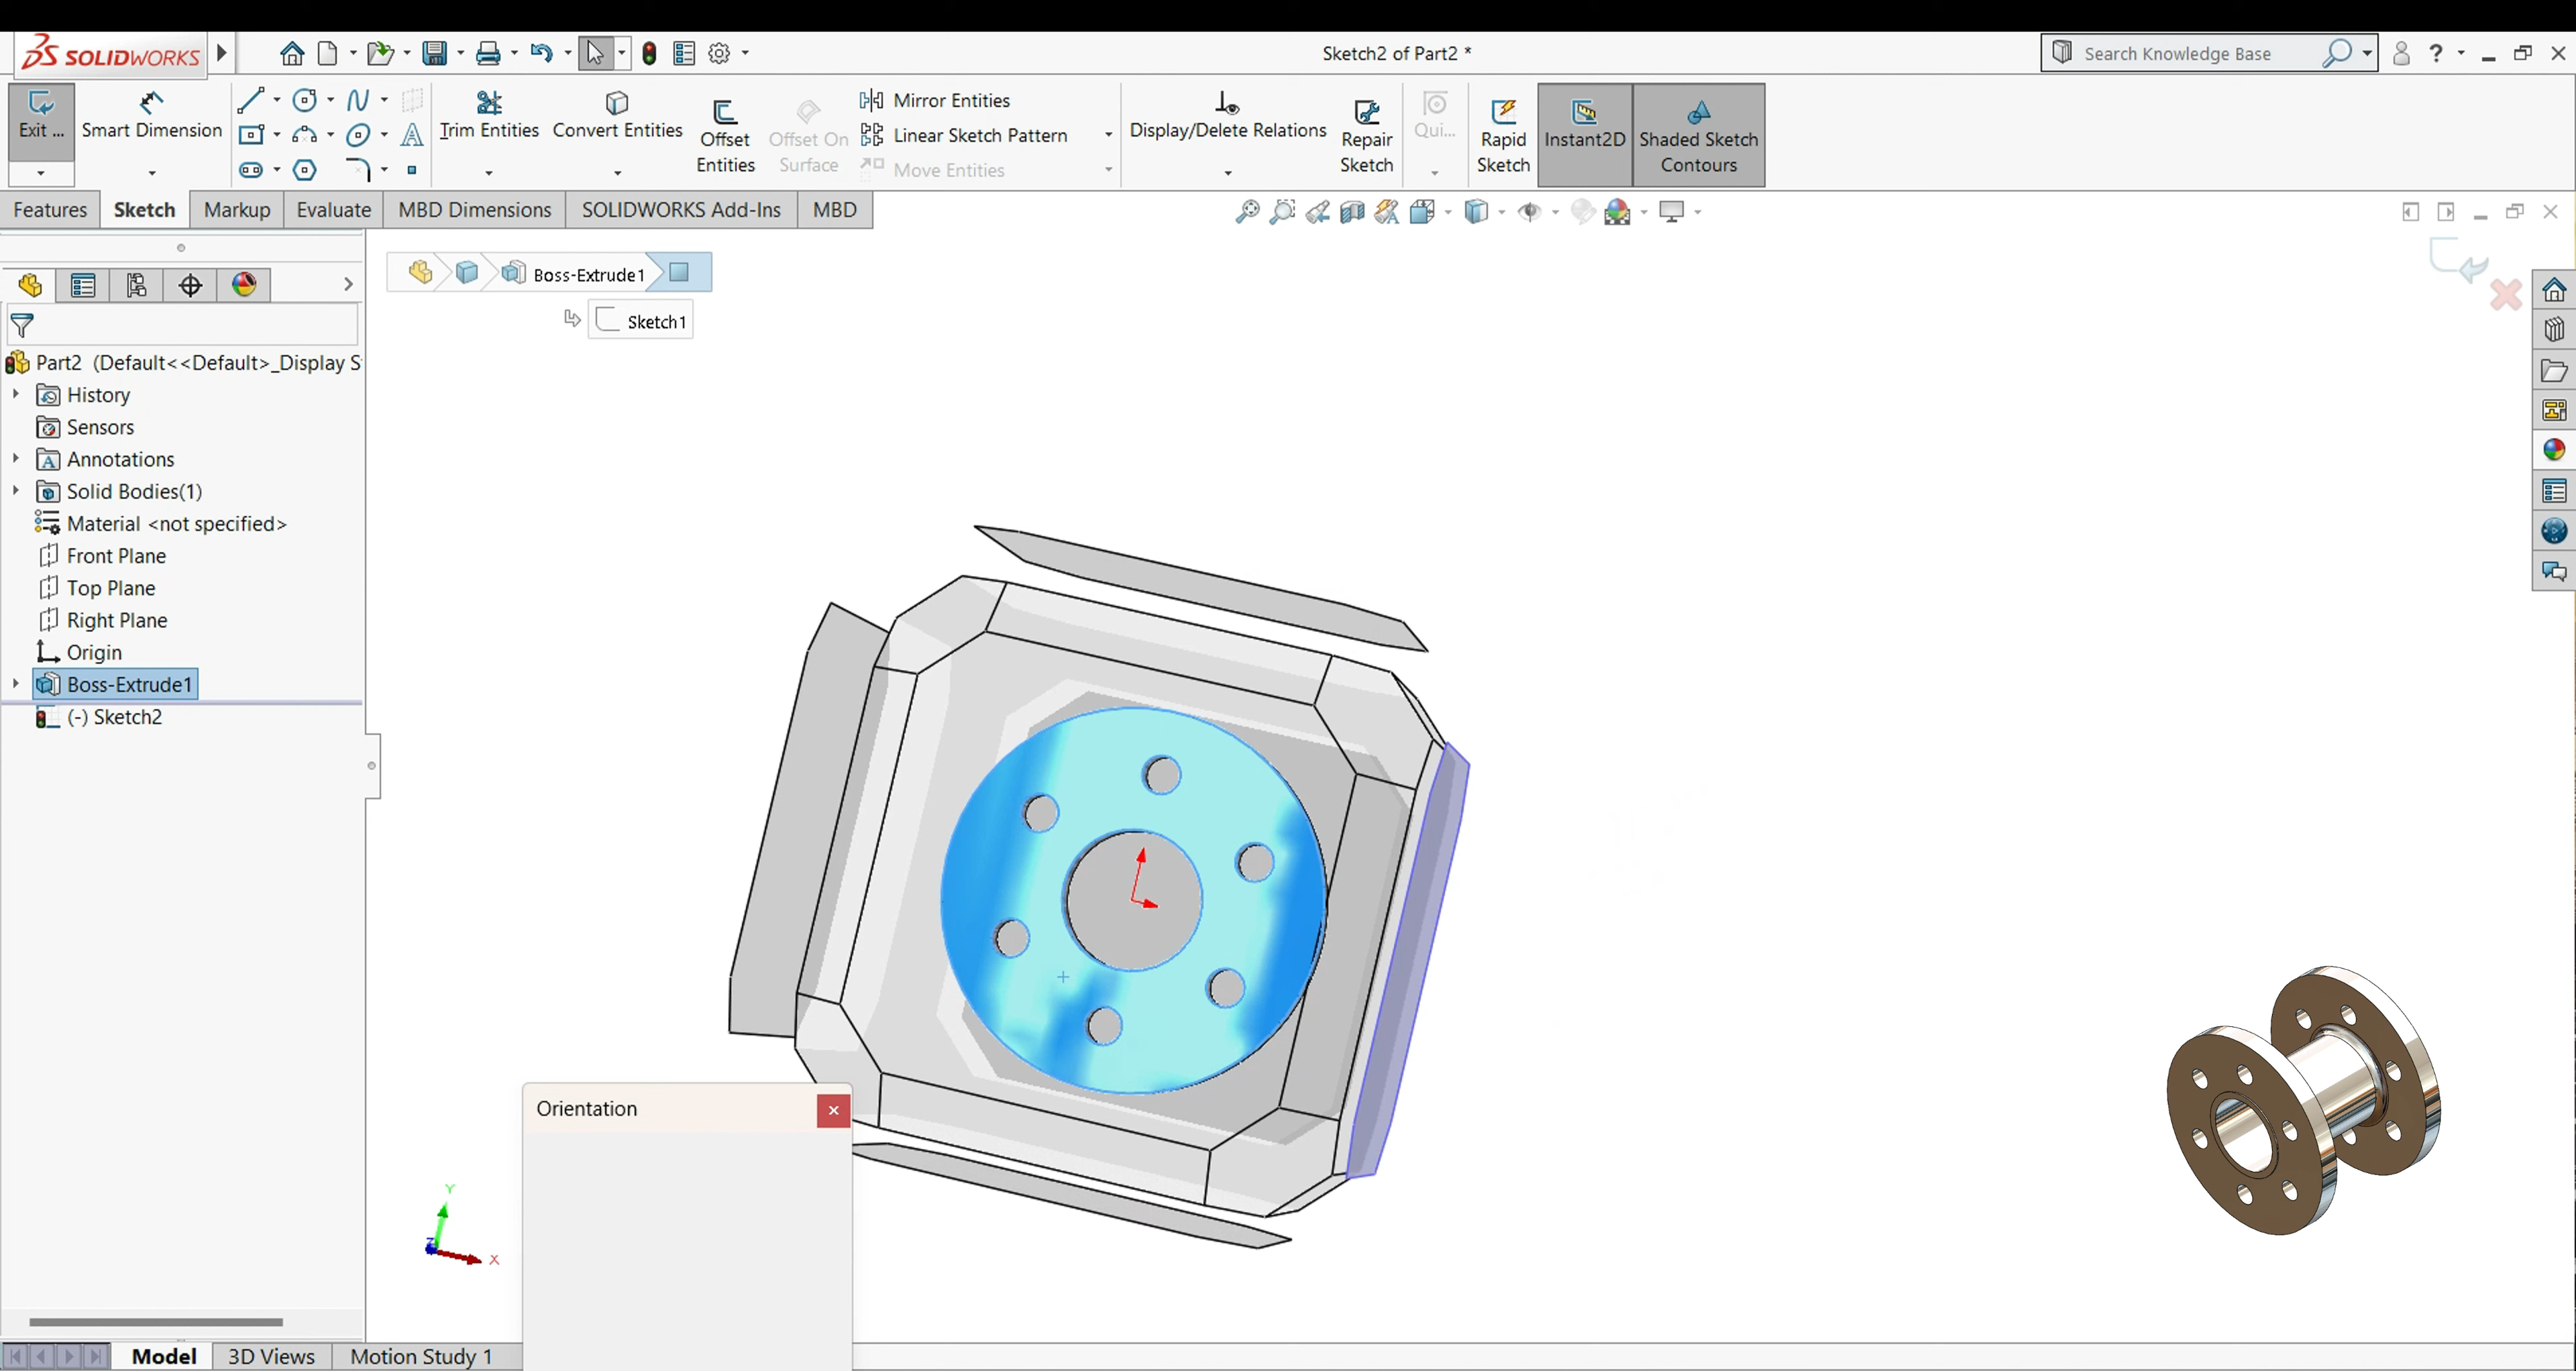 SOLIDWORKS
Sketch2 of Part2 *
Search Knowledge Base
?
Exit ...
Smart Dimension
Trim Entities
Convert Entities
Offset
Entities
Offset On
Surface
Mirror Entities
Linear Sketch Pattern
Move Entities
Display/Delete Relations
Repair
Sketch
Qui...
Rapid
Sketch
Instant2D
Shaded Sketch
Contours
Features
Sketch
Markup
Evaluate
MBD Dimensions
SOLIDWORKS Add-Ins
MBD
Boss-Extrude1
Sketch1
Part2 (Default<<Default>_Display S
History
Sensors
Annotations
Solid Bodies(1)
Material <not specified>
Front Plane
Top Plane
Right Plane
Origin
Boss-Extrude1
(-) Sketch2
Orientation
Y
Z
X
Model
3D Views
Motion Study 1